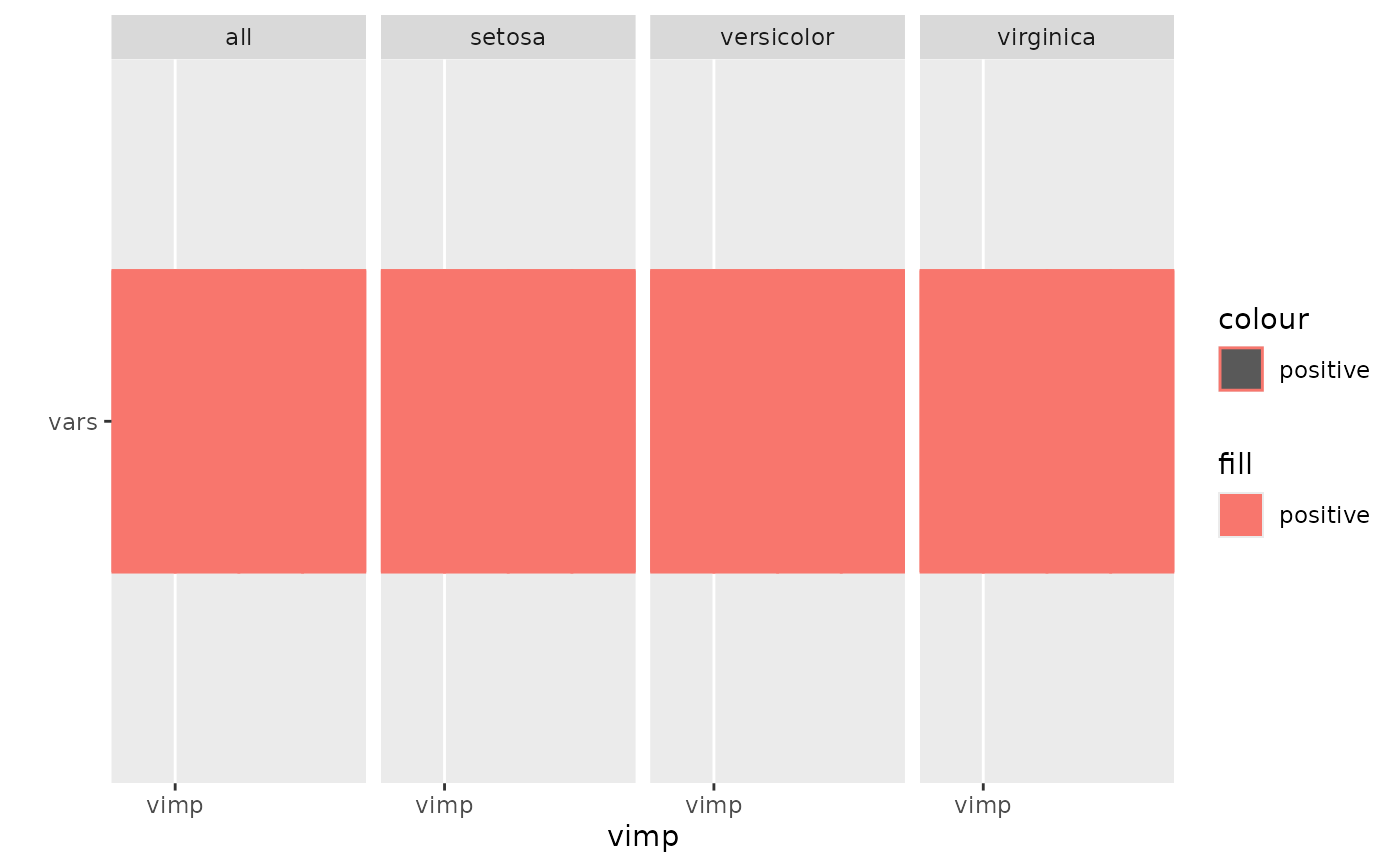 all
setosa
versicolor
virginica
vars
vimp
vimp
vimp
vimp
vimp
colour
positive
fill
positive